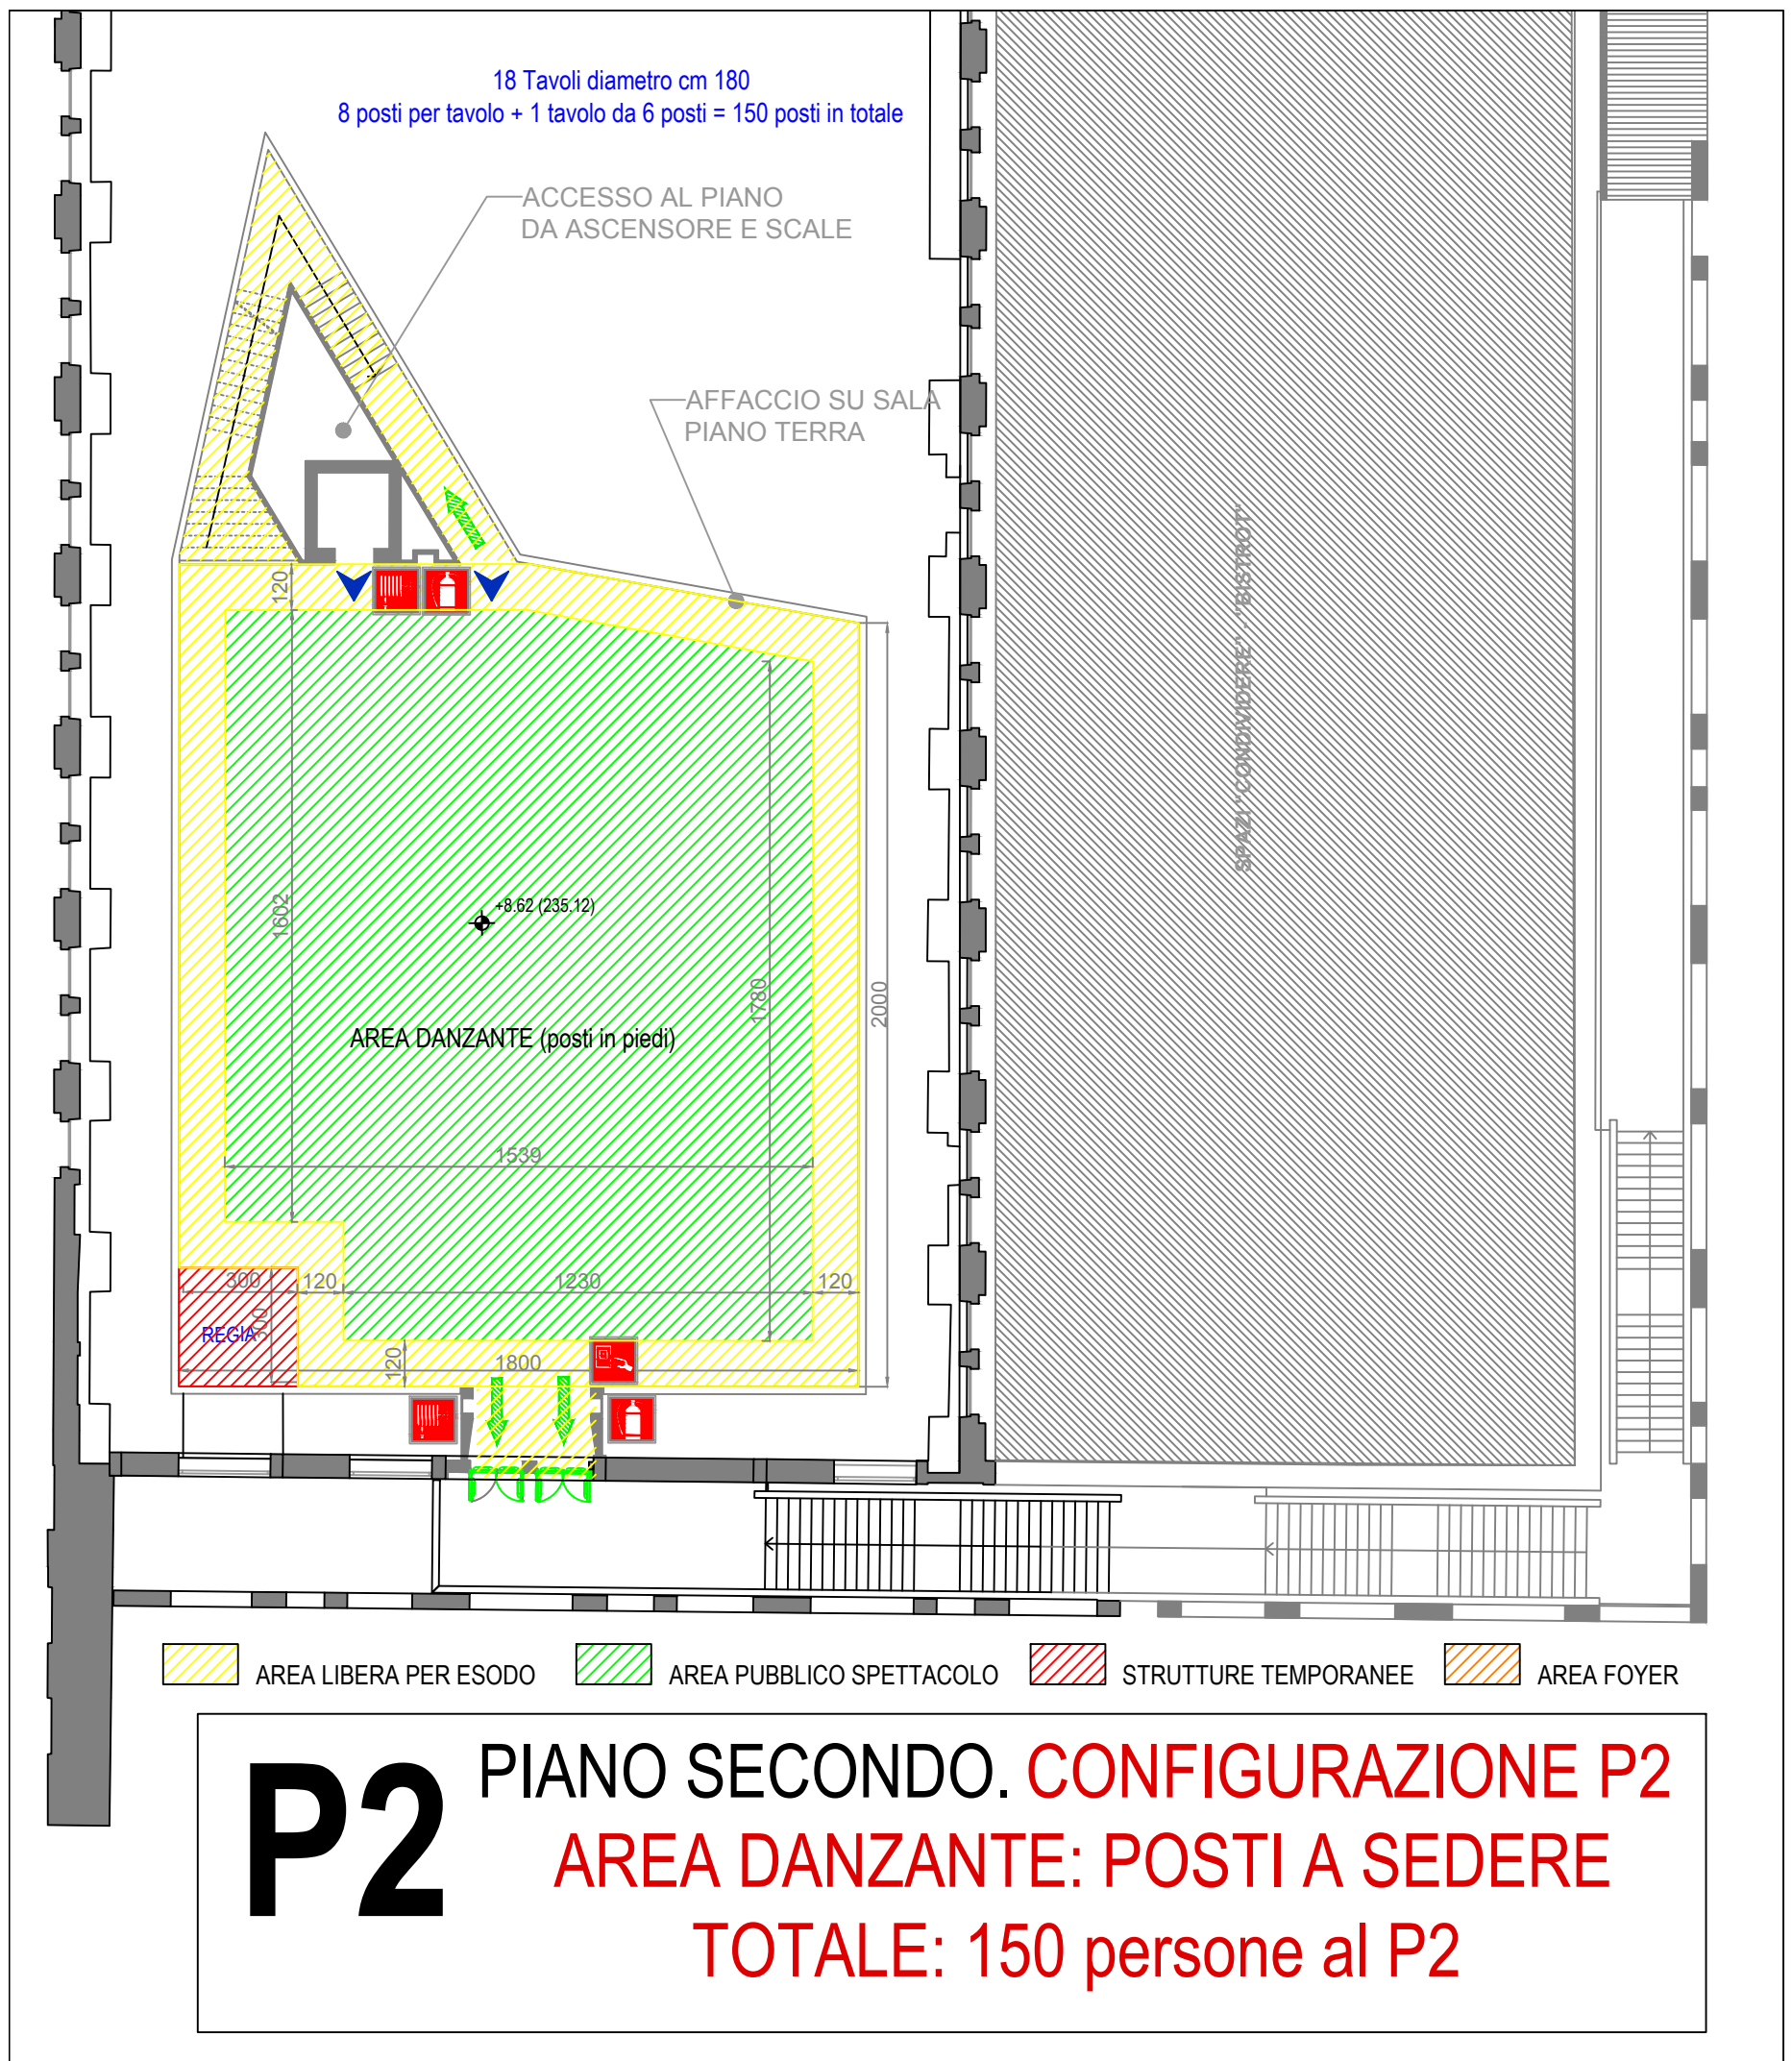 18 Tavoli diametro cm 180
8 posti per tavolo + 1 tavolo da 6 posti = 150 posti in totale
ACCESSO AL PIANO
DA ASCENSORE E SCALE
AFFACCIO SU SALA
PIANO TERRA
SPAZI "CONDIVIDERE" - "BISTROT"
120
1602
+8.62 (235.12)
1780
2000
AREA DANZANTE (posti in piedi)
1539
300
120
1230
120
300
REGIA
120
1800
AREA LIBERA PER ESODO
AREA PUBBLICO SPETTACOLO
STRUTTURE TEMPORANEE
AREA FOYER
P2
PIANO SECONDO. CONFIGURAZIONE P2
AREA DANZANTE: POSTI A SEDERE
TOTALE: 150 persone al P2